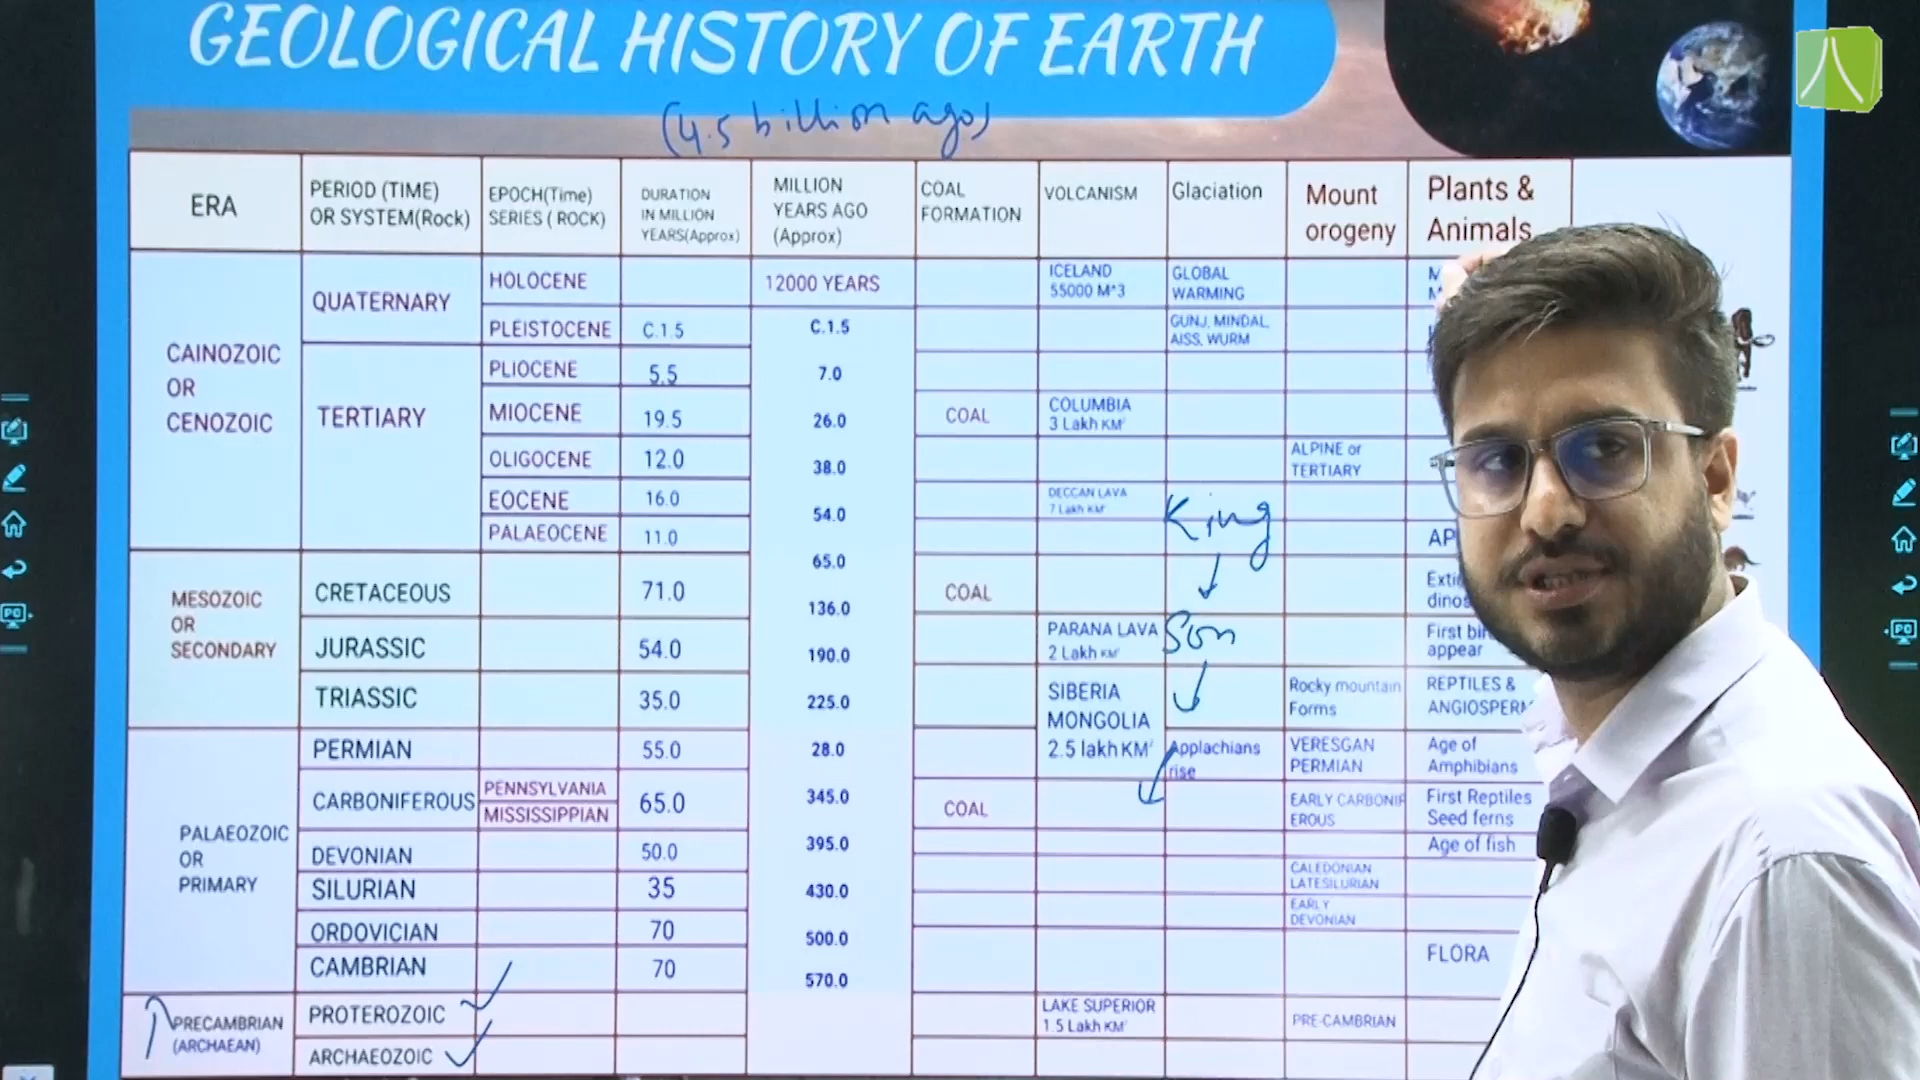 GEOLOGICAL HISTORY OF EARTH
(4.5 billion ago)
ERA
PERIOD (TIME)
OR SYSTEM(Rock)
EPOCH(Time)
SERIES ( ROCK)
DURATION
IN MILLION
YEARS(Approx)
MILLION
YEARS AGO
(Approx)
COAL
FORMATION
VOLCANISM
Glaciation
Mount
orogeny
Plants &
Animals
CAINOZOIC
OR
CENOZOIC
QUATERNARY
HOLOCENE
12000 YEARS
ICELAND
55000 M^3
GLOBAL
WARMING
PLEISTOCENE
C.1.5
C.1.5
GUNJ, MINDAL,
AISS, WURM
TERTIARY
PLIOCENE
5.5
7.0
MIOCENE
19.5
26.0
COAL
COLUMBIA
3 Lakh KM²
OLIGOCENE
12.0
38.0
ALPINE or
TERTIARY
EOCENE
16.0
54.0
DECCAN LAVA
7 Lakh KM²
King
PALAEOCENE
11.0
65.0
MESOZOIC
OR
SECONDARY
CRETACEOUS
71.0
136.0
COAL
JURASSIC
54.0
190.0
PARANA LAVA
2 Lakh KM²
Son
First
appear
TRIASSIC
35.0
225.0
SIBERIA
MONGOLIA
2.5 lakh KM²
Rocky mountain
Forms
REPTILES &
ANGIOSPERM
PALAEOZOIC
OR
PRIMARY
PERMIAN
55.0
28.0
Applachians
rise
VERESGAN
PERMIAN
Age of
Amphibians
CARBONIFEROUS
PENNSYLVANIA
MISSISSIPPIAN
65.0
345.0
COAL
EARLY CARBONIF
EROUS
First Reptiles
Seed ferns
DEVONIAN
50.0
395.0
Age of fish
SILURIAN
35
430.0
CALEDONIAN
LATESILURIAN
ORDOVICIAN
70
500.0
EARLY
DEVONIAN
CAMBRIAN
70
570.0
FLORA
PRECAMBRIAN
(ARCHAEAN)
PROTEROZOIC
LAKE SUPERIOR
1.5 Lakh KM²
PRE-CAMBRIAN
ARCHAEOZOIC